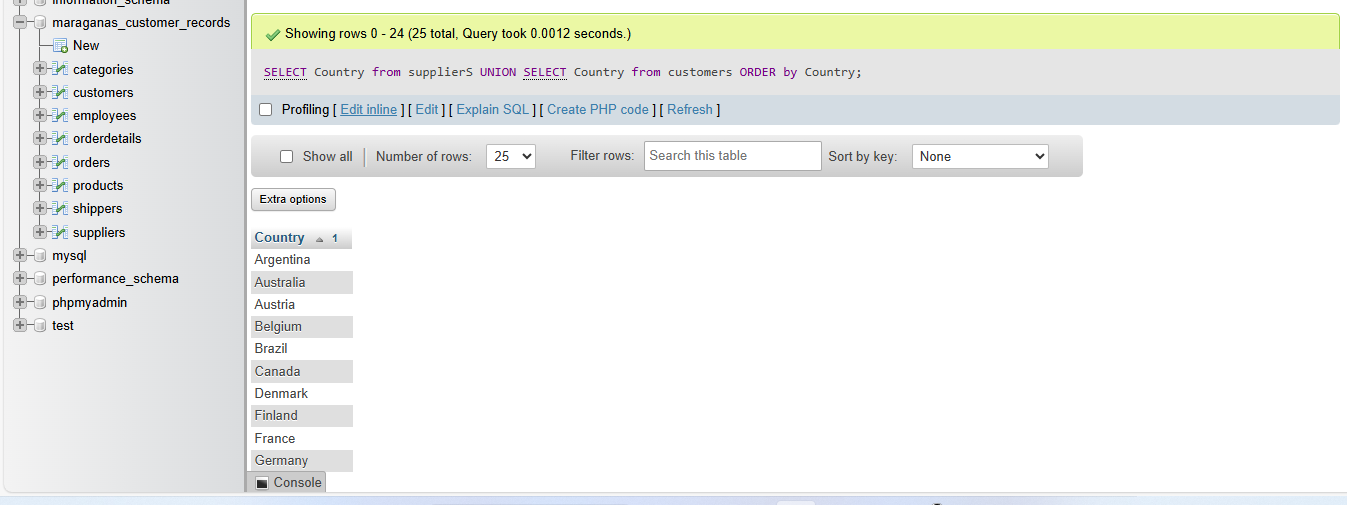 information_schema
maraganas_customer_records
New
categories
customers
employees
orderdetails
orders
products
shippers
suppliers
mysql
performance_schema
phpmyadmin
test
Showing rows 0 - 24 (25 total, Query took 0.0012 seconds.)
SELECT Country from supplierS UNION SELECT Country from customers ORDER by Country;
Profiling [ Edit inline ] [ Edit ] [ Explain SQL ] [ Create PHP code ] [ Refresh ]
Show all | Number of rows: 25 Filter rows: Search this table Sort by key: None
Extra options
Country 1
Argentina
Australia
Austria
Belgium
Brazil
Canada
Denmark
Finland
France
Germany
Console